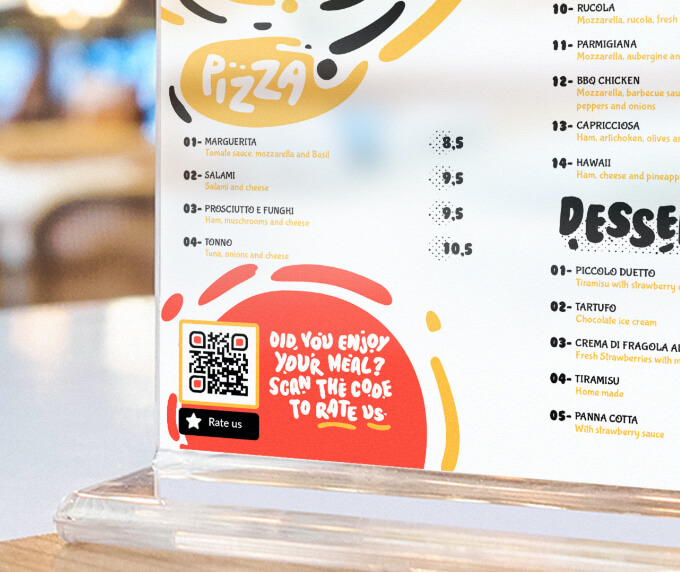 PIZZA
01- MARGUERITA 8,5
Tomato sauce, mozzarella and Basil
02- SALAMI 9,5
Salami and cheese
03- PROSCIUTTO E FUNGHI 9,5
Ham, muschrooms and cheese
04- TONNO 10,5
Tuna, onions and cheese
DID YOU ENJOY
YOUR MEAL?
SCAN THE CODE
TO RATE US
Rate us
10- RUCOLA
Mozzarella, rucola, fresh
11- PARMIGIANA
Mozzarella, aubergine
12- BBQ CHICKEN
Mozzarella, barbecue
peppers and onions
13- CAPRICCIOSA
Ham, artichoken, olives
14- HAWAII
Ham, cheese and
DESSE
01- PICCOLO DUETTO
Tiramisu with strawberry
02- TARTUFO
Chocolate ice cream
03- CREMA DI FRAGOLA
Fresh Strawberries with
04- TIRAMISU
Home made
05- PANNA COTTA
With strawberry sauce